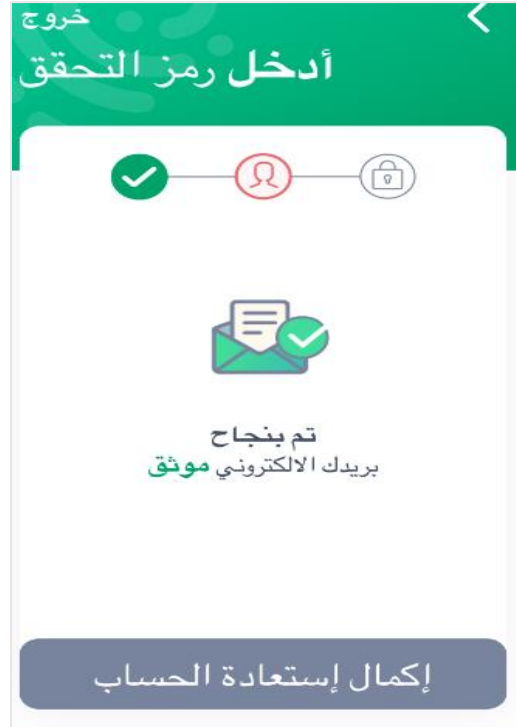 خروج
أدخل رمز التحقق
تم بنجاح
بريدك الالكتروني موثق
إكمال إستعادة الحساب